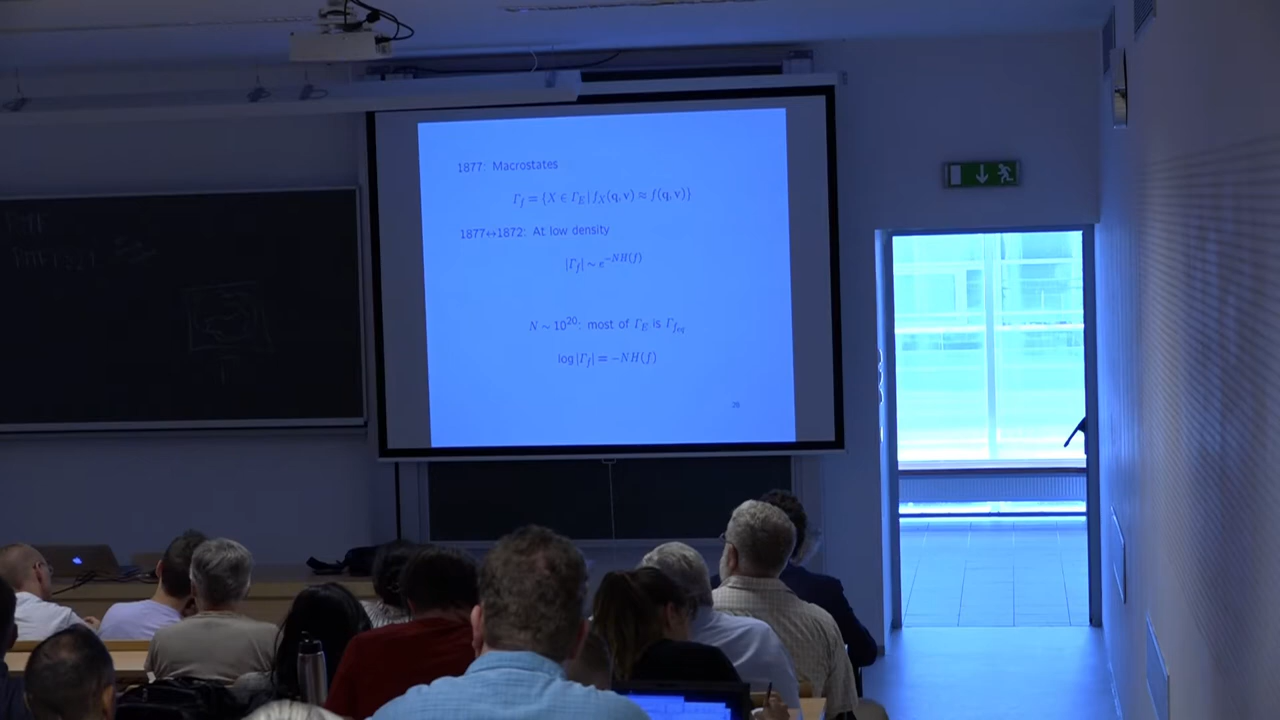 1877: Macrostates
Γ_f = {X ∈ Γ_E | f_X(q,v) ≈ f(q,v)}
1877↔1872: At low density
|Γ_f| ∼ e^{−NH(f)}
N ∼ 10^{20}: most of Γ_E is Γ_{f_{eq}}
log|Γ_f| = −NH(f)